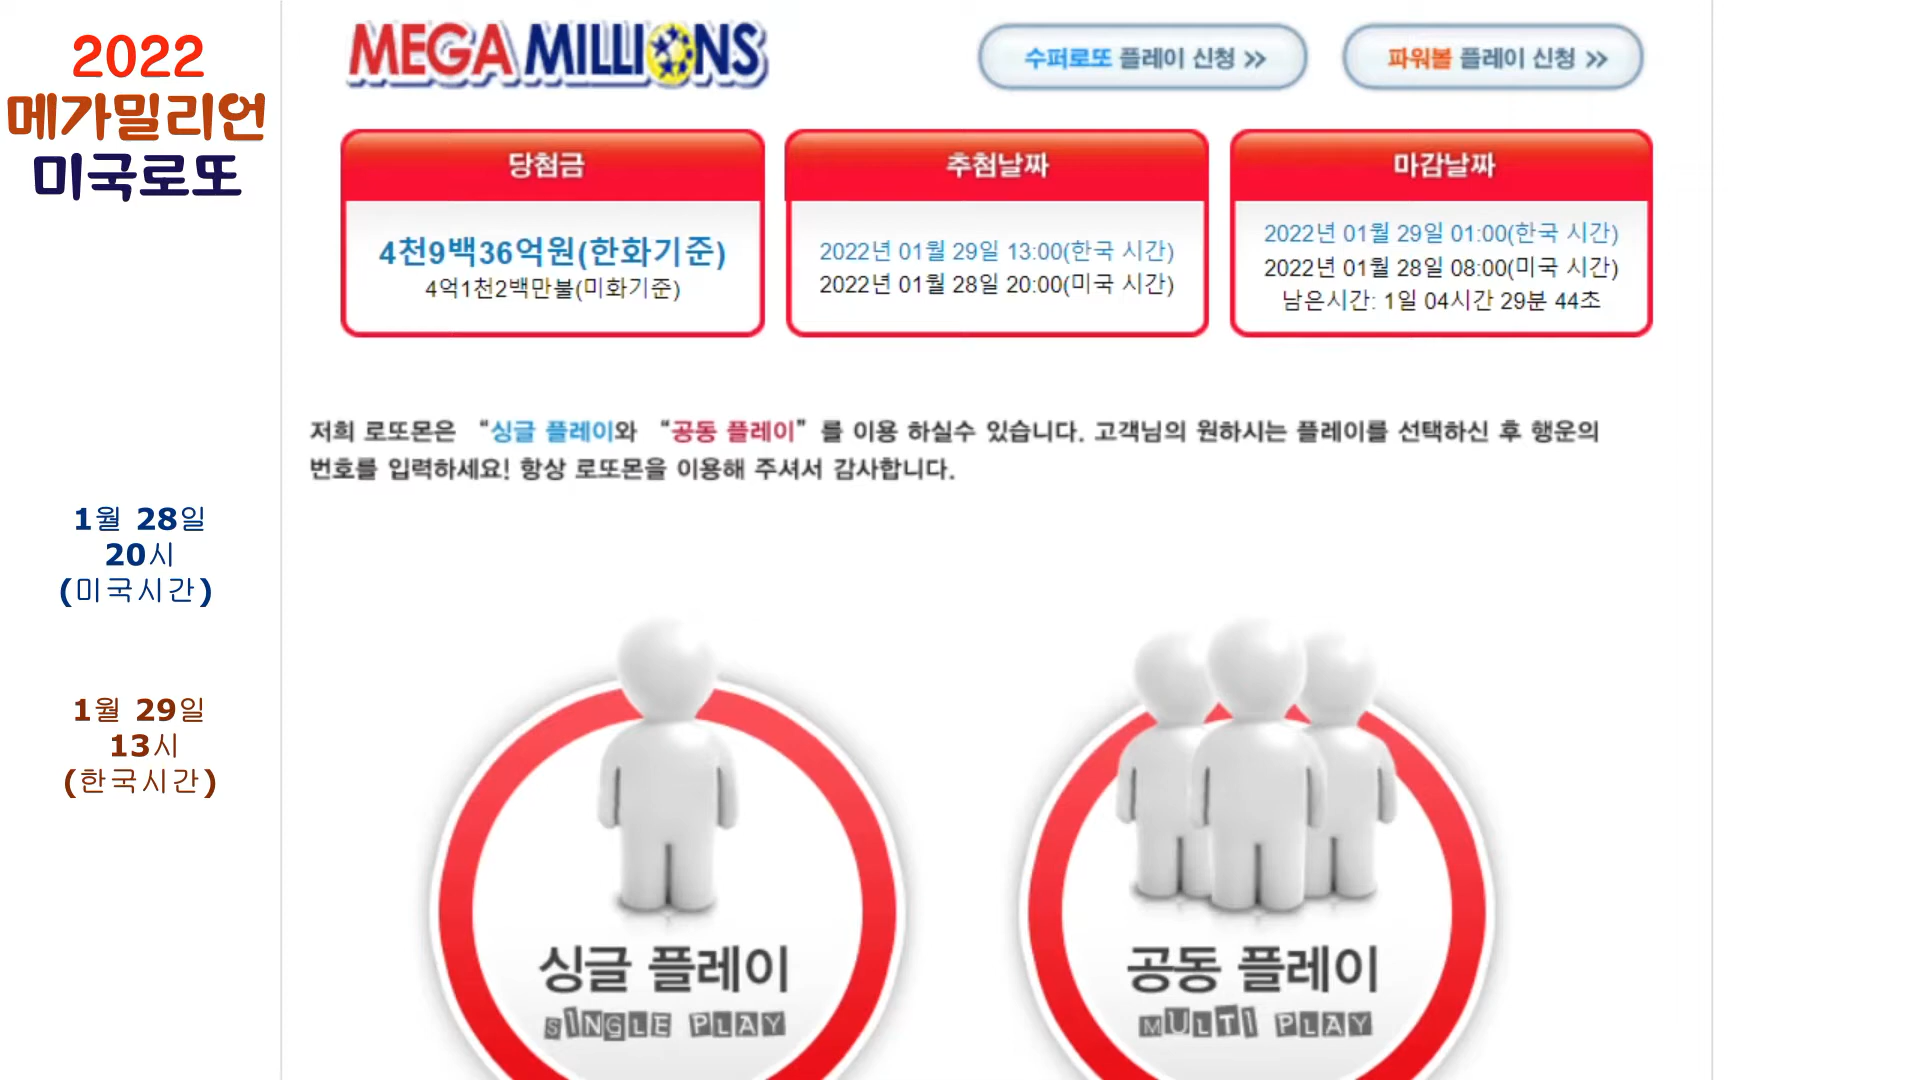 2022
메가밀리언
미국로또
1월 28일
20시
(미국시간)
1월 29일
13시
(한국시간)
MEGA MILLIONS
수퍼로또 플레이 신청 >>
파워볼 플레이 신청 >>
당첨금
4천9백36억원(한화기준)
4억1천2백만불(미화기준)
추첨날짜
2022년 01월 29일 13:00(한국 시간)
2022년 01월 28일 20:00(미국 시간)
마감날짜
2022년 01월 29일 01:00(한국 시간)
2022년 01월 28일 08:00(미국 시간)
남은시간: 1일 04시간 29분 44초
저희 로또몬은 “싱글 플레이와 “공동 플레이” 를 이용 하실수 있습니다. 고객님의 원하시는 플레이를 선택하신 후 행운의
번호를 입력하세요! 항상 로또몬을 이용해 주셔서 감사합니다.
싱글 플레이
SINGLE PLAY
공동 플레이
MULTI PLAY